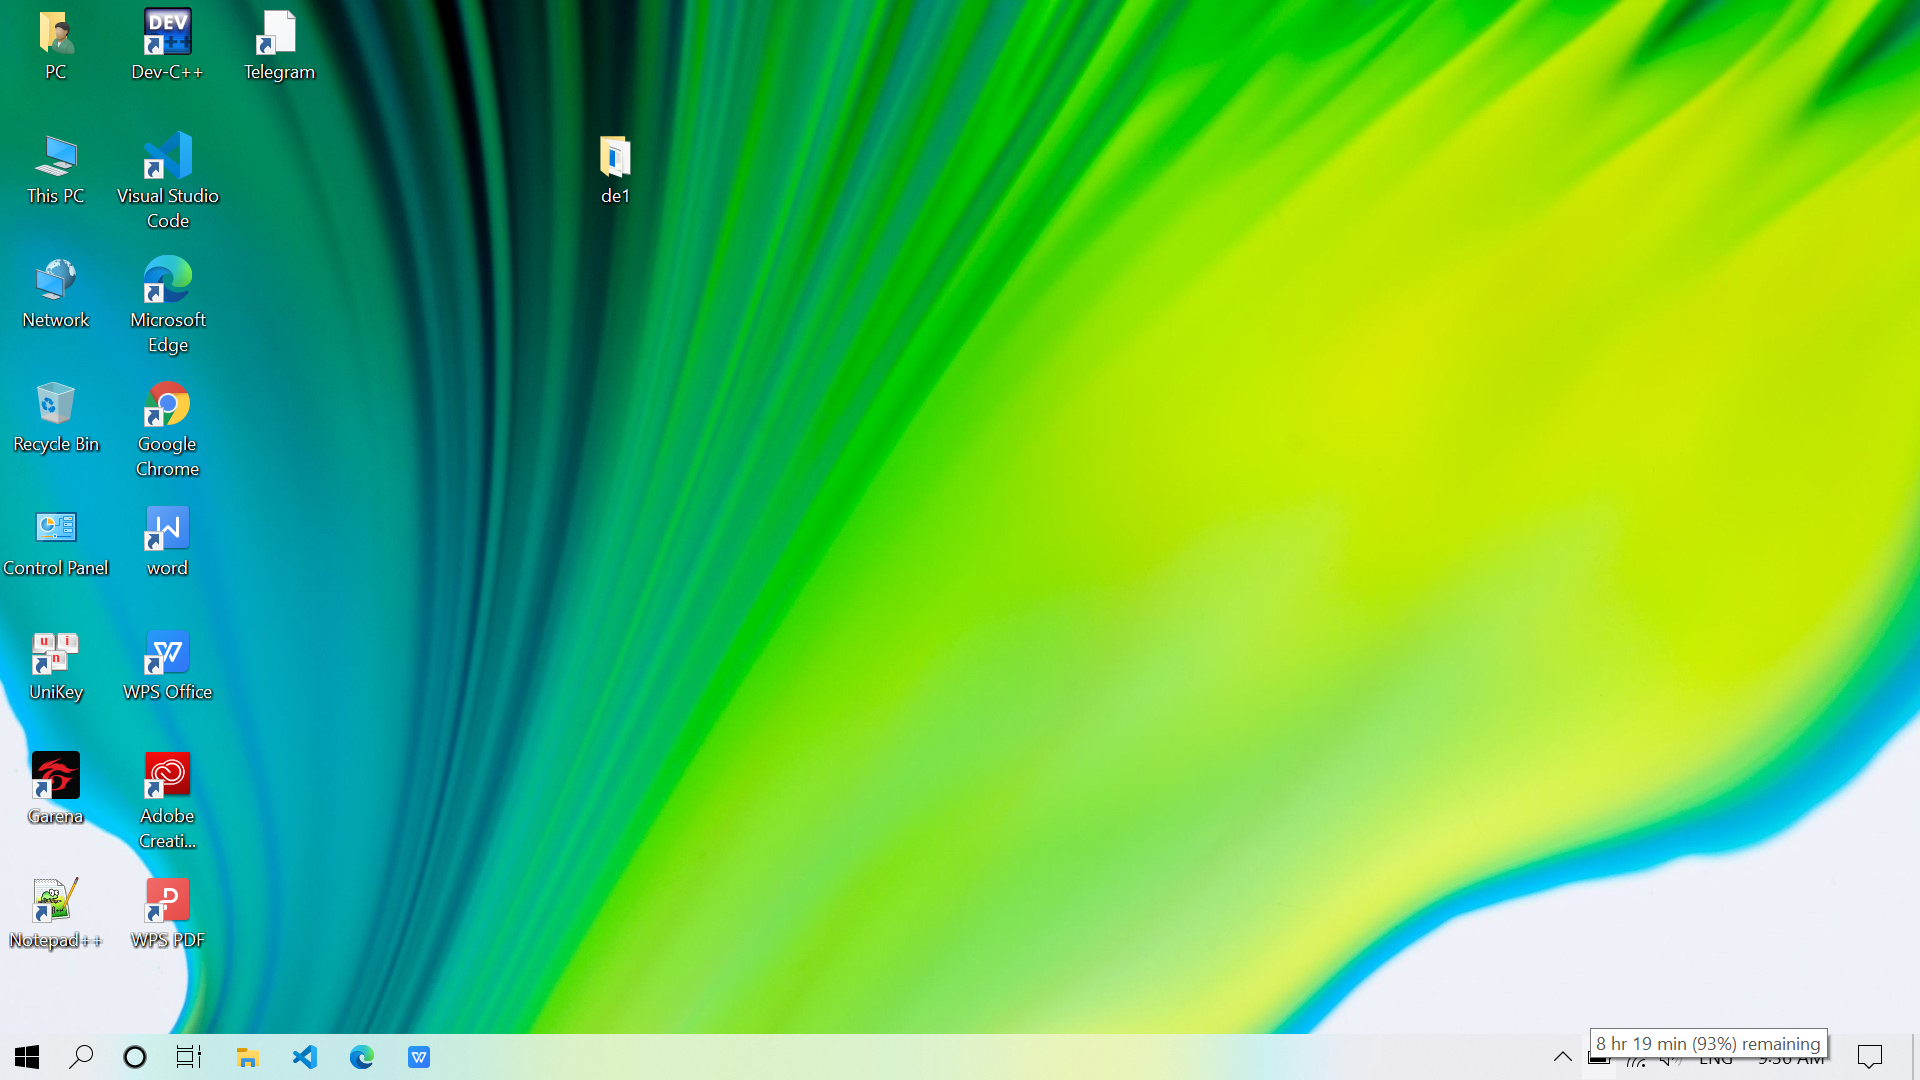 PC
Dev-C++
Telegram
This PC
Visual Studio
Code
de1
Network
Microsoft
Edge
Recycle Bin
Google
Chrome
Control Panel
word
UniKey
WPS Office
Garena
Adobe
Creati...
Notepad++
WPS PDF
8 hr 19 min (93%) remaining
ENG